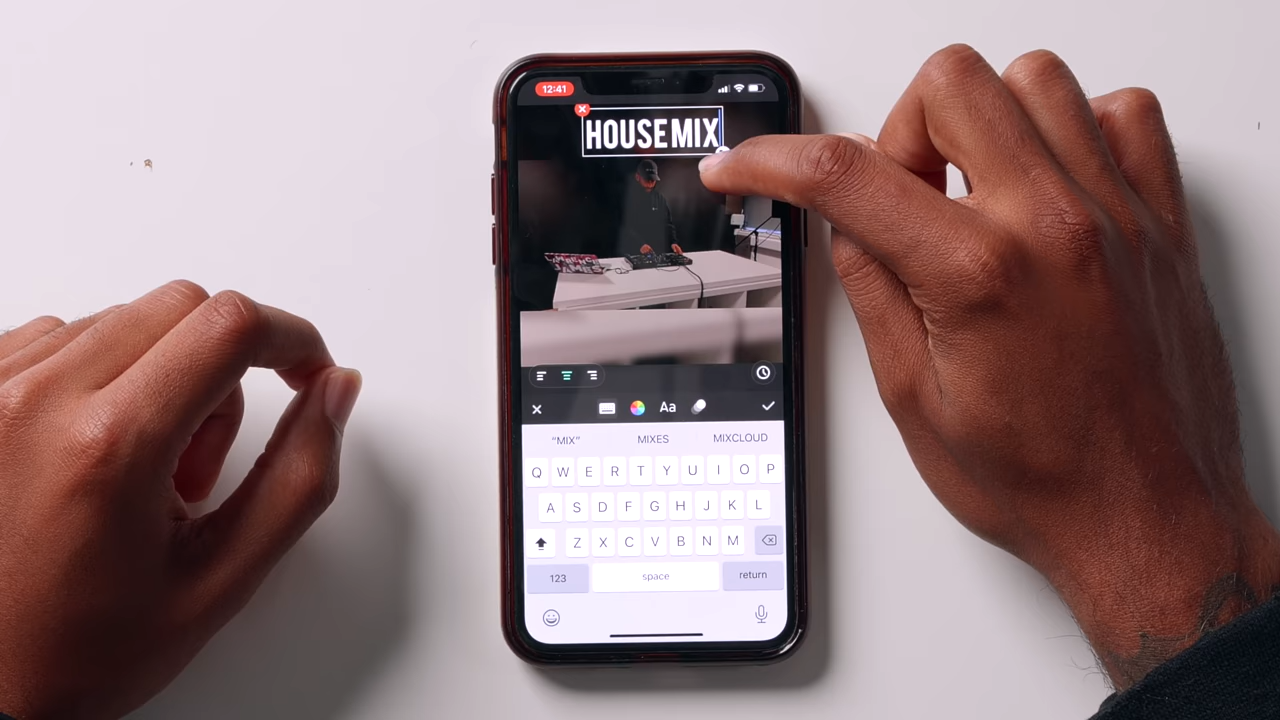 12:41
HOUSE MIX
Aa
“MIX” MIXES MIXCLOUD
Q W E R T Y U I O P
A S D F G H J K L
Z X C V B N M
123 space return